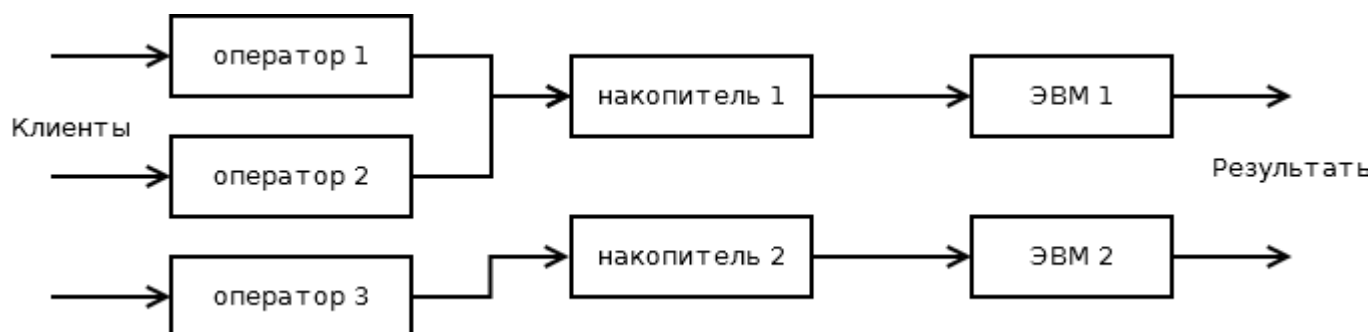 оператор 1
накопитель 1
ЭВМ 1
Клиенты
оператор 2
Результаты
накопитель 2
ЭВМ 2
оператор 3